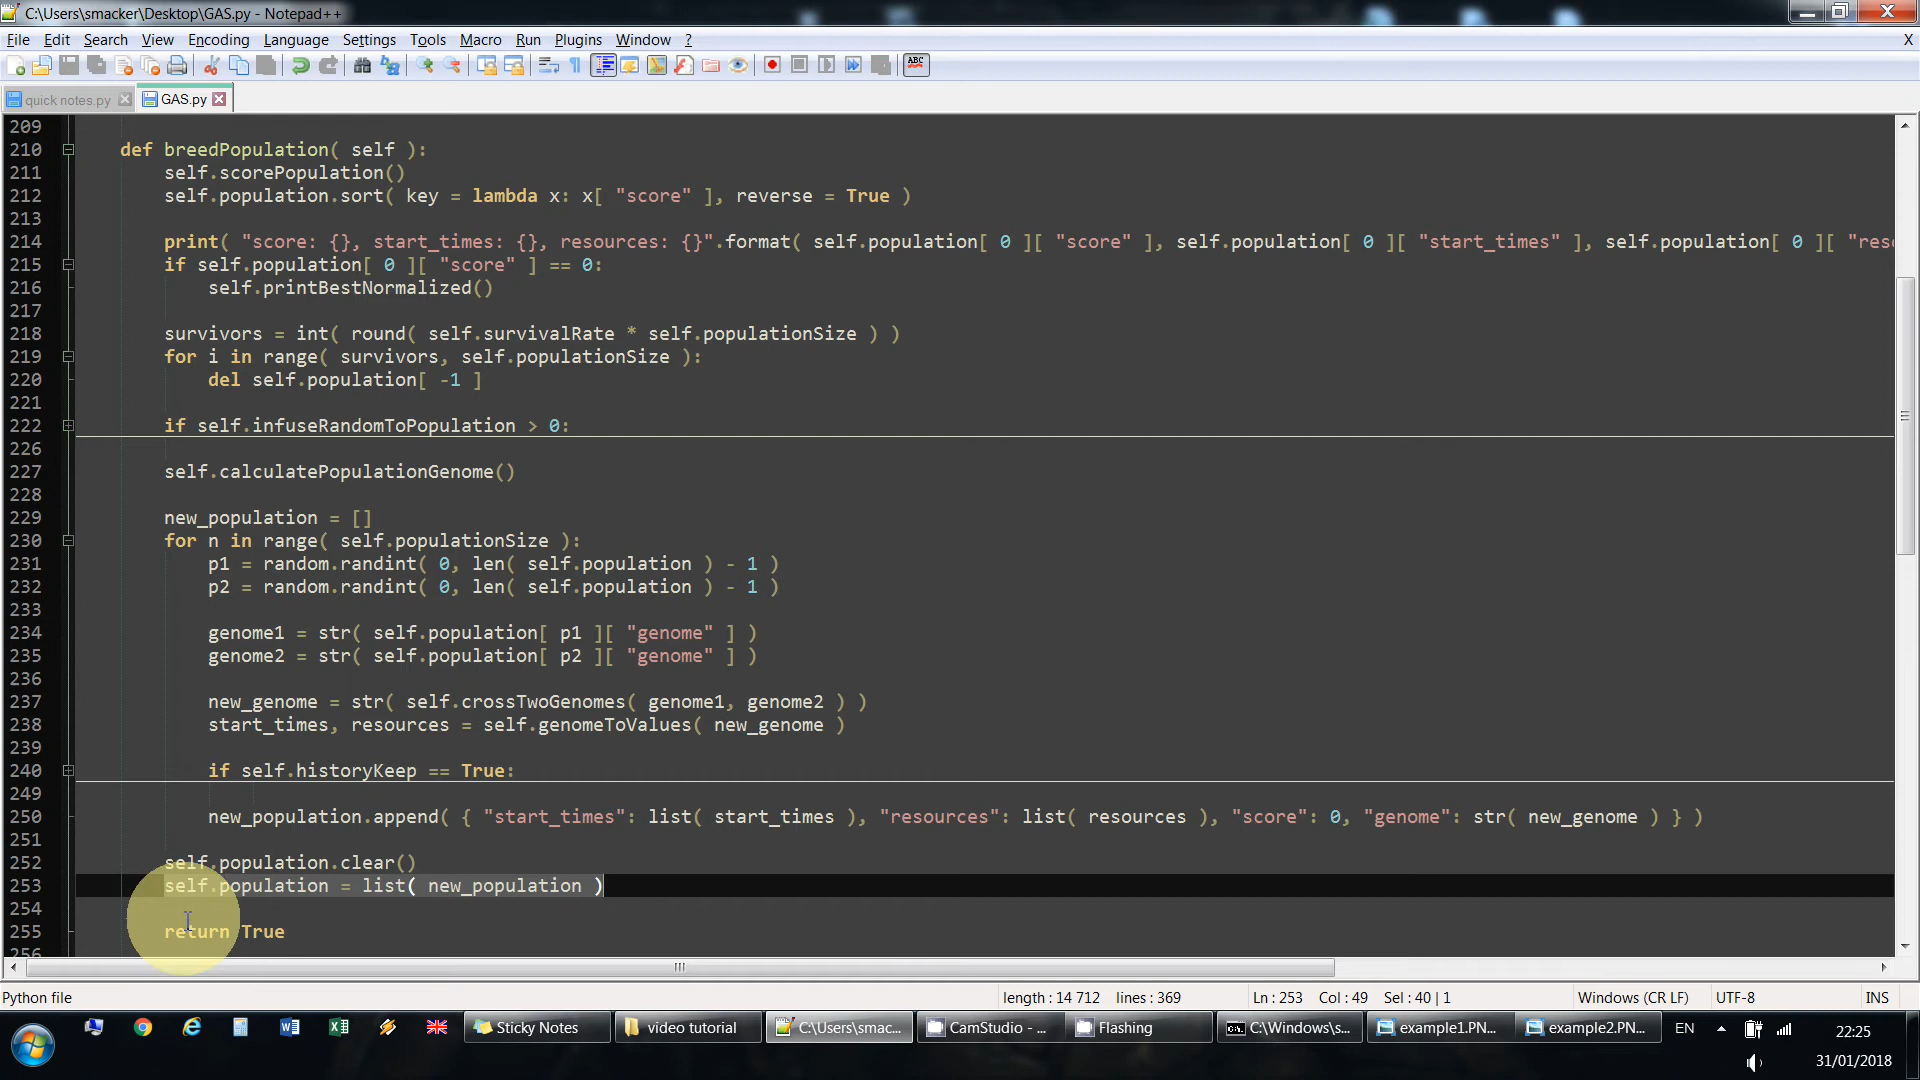 C:\Users\smacker\Desktop\GAS.py - Notepad++
File Edit Search View Encoding Language Settings Tools Macro Run Plugins Window ? X
ABC
quick notes.py GAS.py
209
210 def breedPopulation( self ):
211 self.scorePopulation()
212 self.population.sort( key = lambda x: x[ "score" ], reverse = True )
213
214 print( "score: {}, start_times: {}, resources: {}".format( self.population[ 0 ][ "score" ], self.population[ 0 ][ "start_times" ], self.population[ 0 ][ "res
215 if self.population[ 0 ][ "score" ] == 0:
216 self.printBestNormalized()
217
218 survivors = int( round( self.survivalRate * self.populationSize ) )
219 for i in range( survivors, self.populationSize ):
220 del self.population[ -1 ]
221
222 if self.infuseRandomToPopulation > 0:
226
227 self.calculatePopulationGenome()
228
229 new_population = []
230 for n in range( self.populationSize ):
231 p1 = random.randint( 0, len( self.population ) - 1 )
232 p2 = random.randint( 0, len( self.population ) - 1 )
233
234 genome1 = str( self.population[ p1 ][ "genome" ] )
235 genome2 = str( self.population[ p2 ][ "genome" ] )
236
237 new_genome = str( self.crossTwoGenomes( genome1, genome2 ) )
238 start_times, resources = self.genomeToValues( new_genome )
239
240 if self.historyKeep == True:
249
250 new_population.append( { "start_times": list( start_times ), "resources": list( resources ), "score": 0, "genome": str( new_genome ) } )
251
252 self.population.clear()
253 self.population = list( new_population )
254
255 return True
256
Python file length : 14 712 lines : 369 Ln : 253 Col : 49 Sel : 40 | 1 Windows (CR LF) UTF-8 INS
Sticky Notes video tutorial C:\Users\smac... CamStudio - ... Flashing C:\Windows\s... example1.PN... example2.PN... EN 22:25
31/01/2018